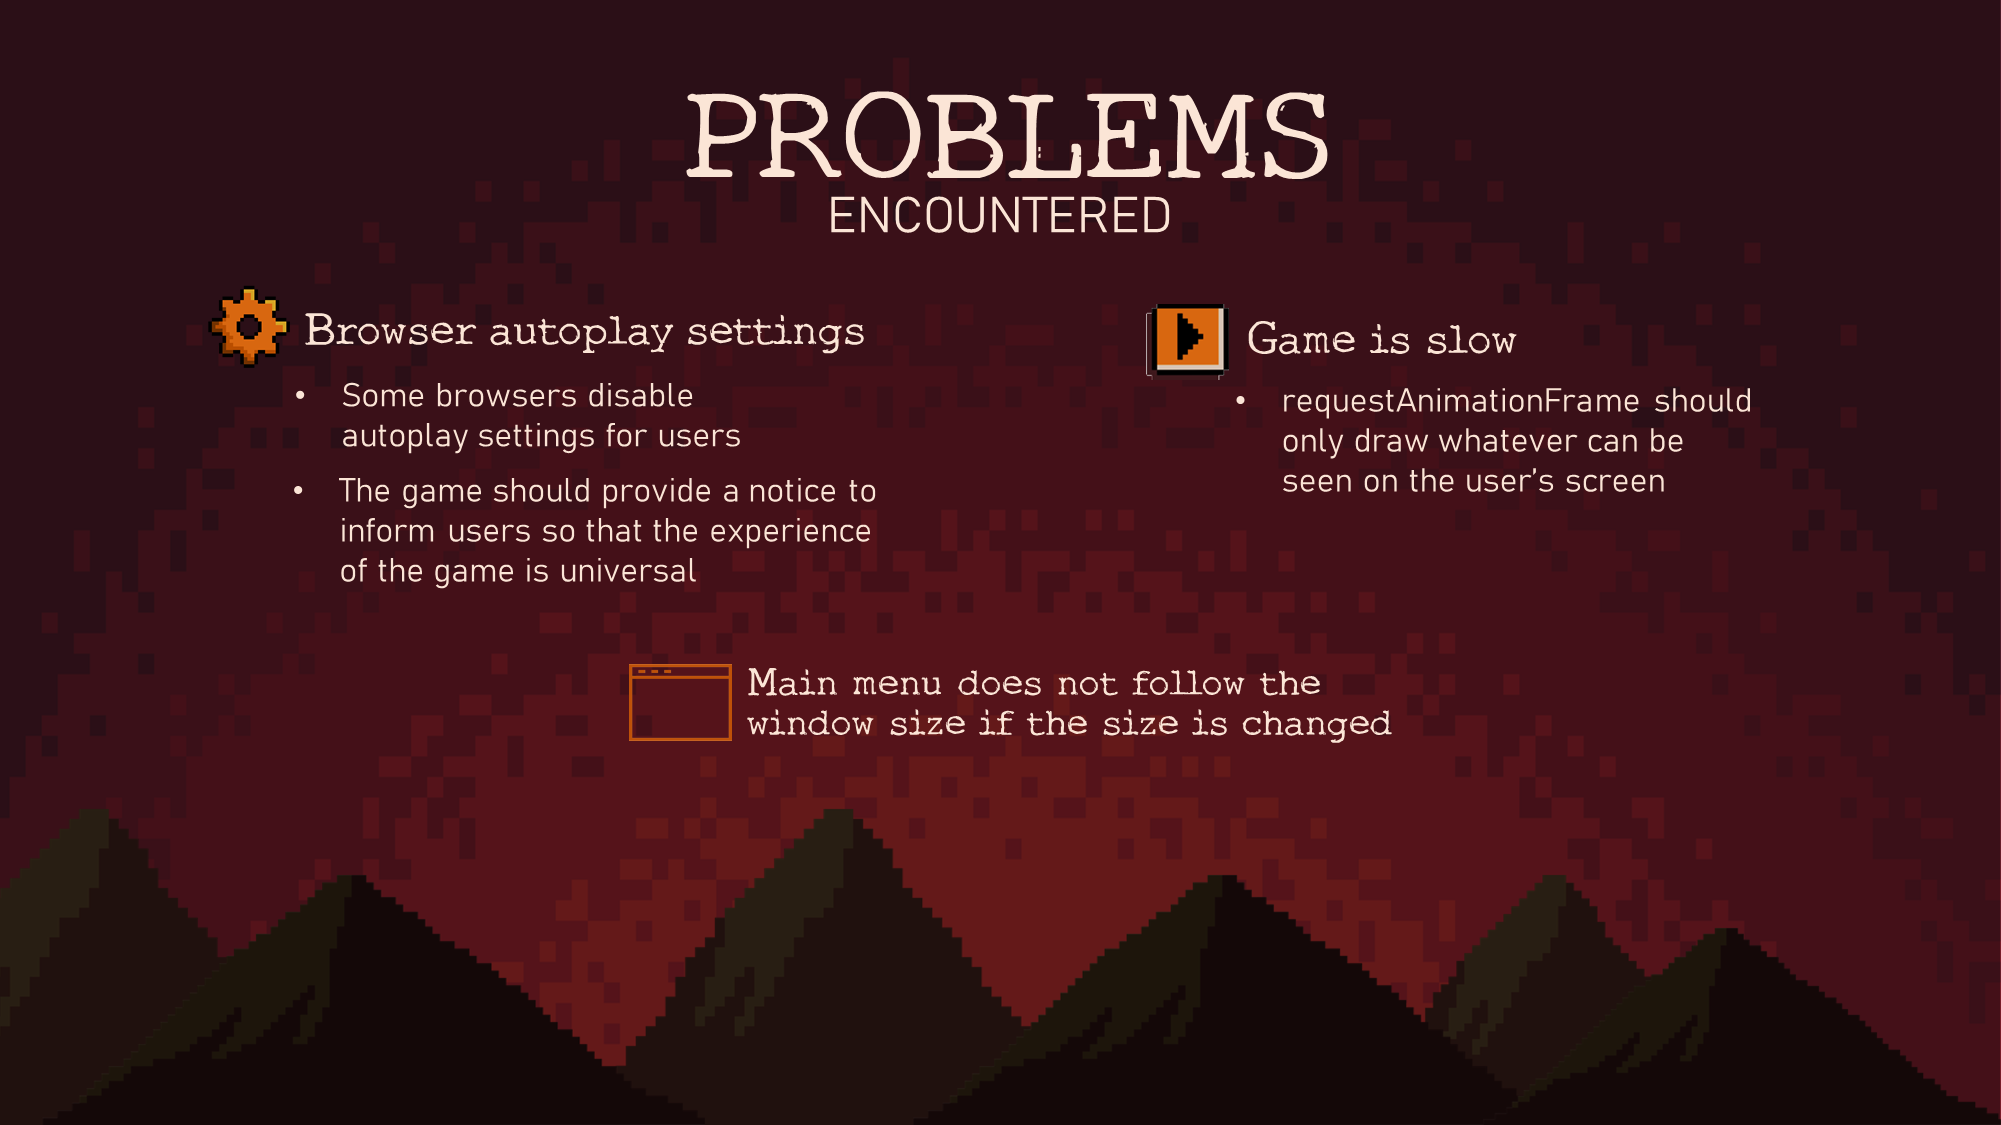 PROBLEMS
ENCOUNTERED
Browser autoplay settings
• Some browsers disable
autoplay settings for users
• The game should provide a notice to
inform users so that the experience
of the game is universal
Game is slow
• requestAnimationFrame should
only draw whatever can be
seen on the user’s screen
Main menu does not follow the
window size if the size is changed